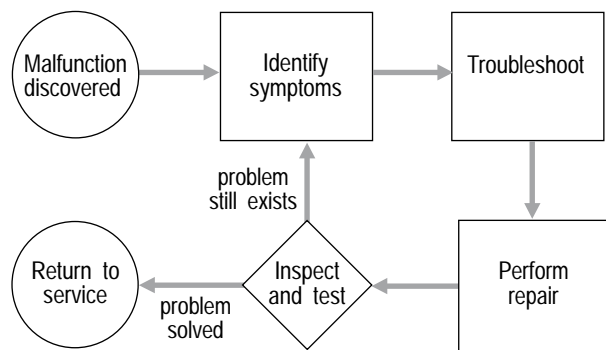 Malfunction
discovered
Identify
symptoms
Troubleshoot
problem
still exists
Return to
service
problem
solved
Inspect
and test
Perform
repair